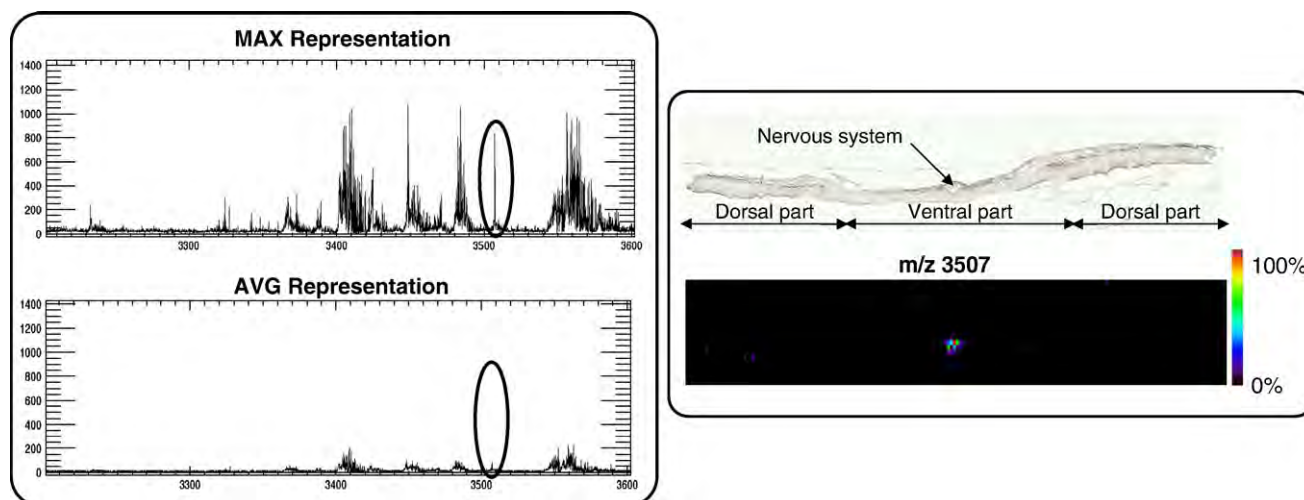 MAX Representation
1400
1200
1000
800
600
400
200
0
3300 3400 3500 3600
AVG Representation
1400
1200
1000
800
600
400
200
0
3300 3400 3500 3600
Nervous system
Dorsal part Ventral part Dorsal part
m/z 3507
100%
0%